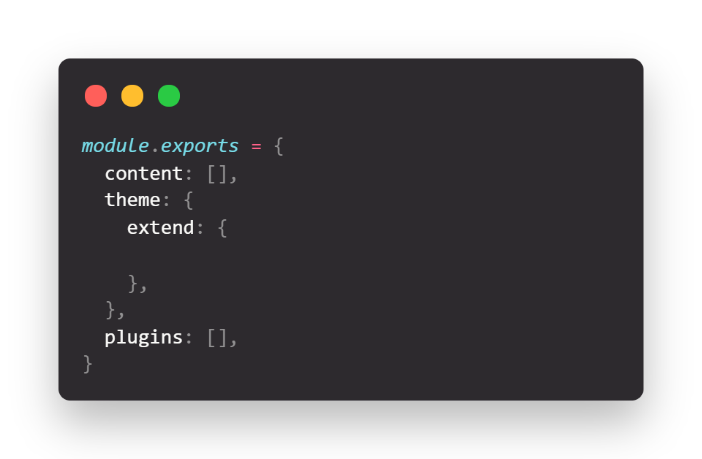 module.exports = {
  content: [],
  theme: {
    extend: {

    },
  },
  plugins: [],
}